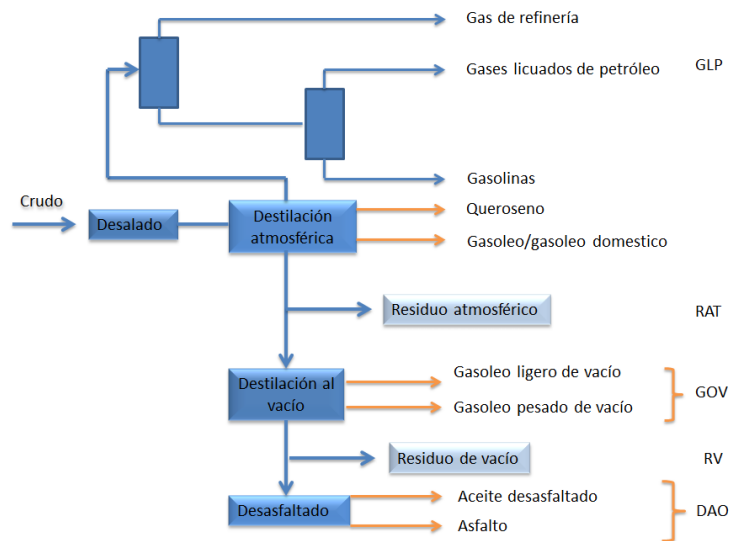 Gas de refinería
Gases licuados de petróleo
GLP
Gasolinas
Crudo
Desalado
Destilación
atmosférica
Queroseno
Gasoleo/gasoleo domestico
Residuo atmosférico
RAT
Destilación al
vacío
Gasoleo ligero de vacío
Gasoleo pesado de vacío
GOV
Residuo de vacío
RV
Desasfaltado
Aceite desasfaltado
Asfalto
DAO